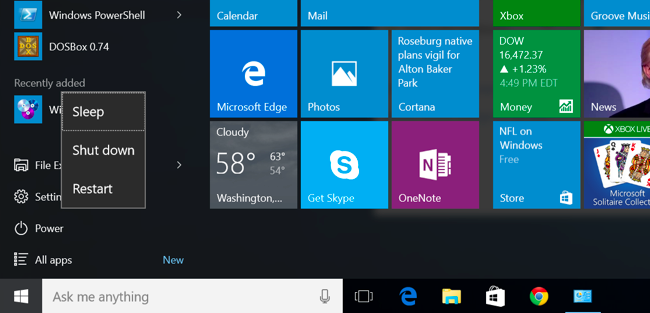 Windows PowerShell
DOSBox 0.74
Recently added
Wi
Sleep
Shut down
Restart
File Ex
Settin
Power
All apps
New
Calendar
Mail
Xbox
Groove Musi
Microsoft Edge
Photos
Roseburg native
plans vigil for
Alton Baker
Park
Cortana
DOW
16,472.37
▲ +1.23%
4:49 PM EDT
Money
News
Cloudy
58°
63°
54°
Washington,...
Get Skype
OneNote
NFL on
Windows
Free
Store
XBOX LIVE
Microsoft
Solitaire Collec
Ask me anything